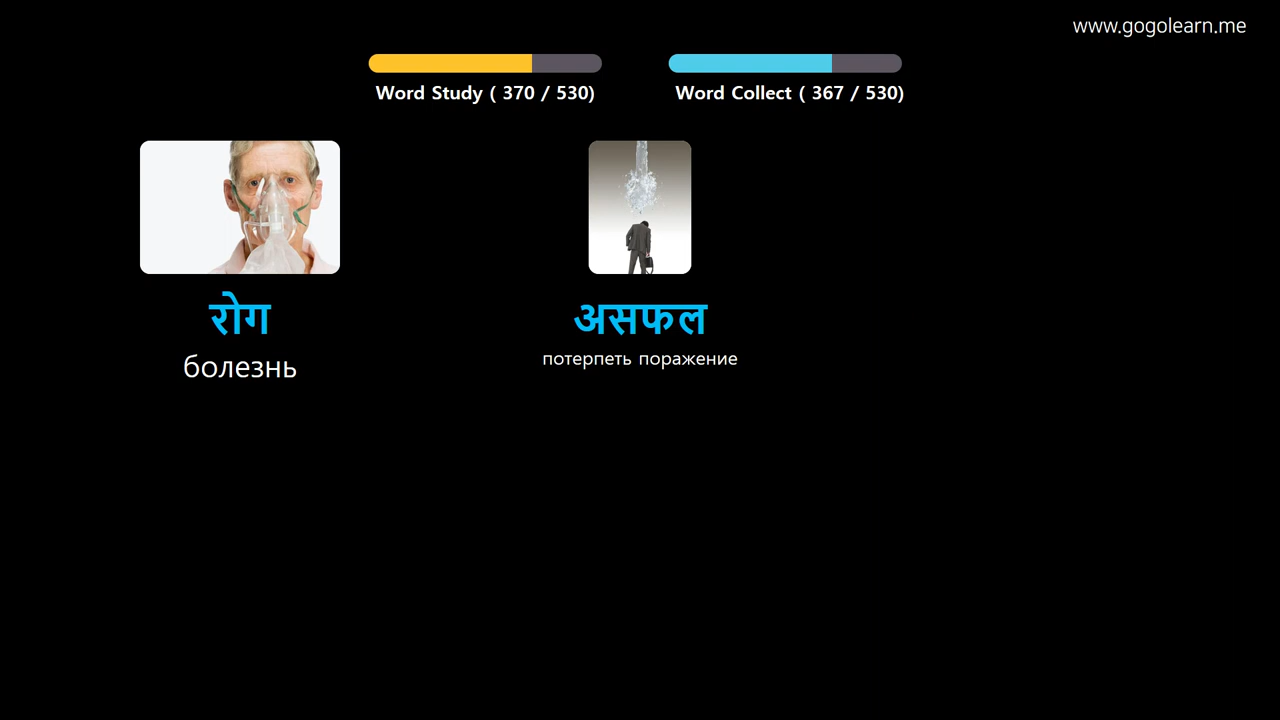 www.gogolearn.me
Word Study ( 370 / 530)
Word Collect ( 367 / 530)
रोग
болезнь
असफल
потерпеть поражение